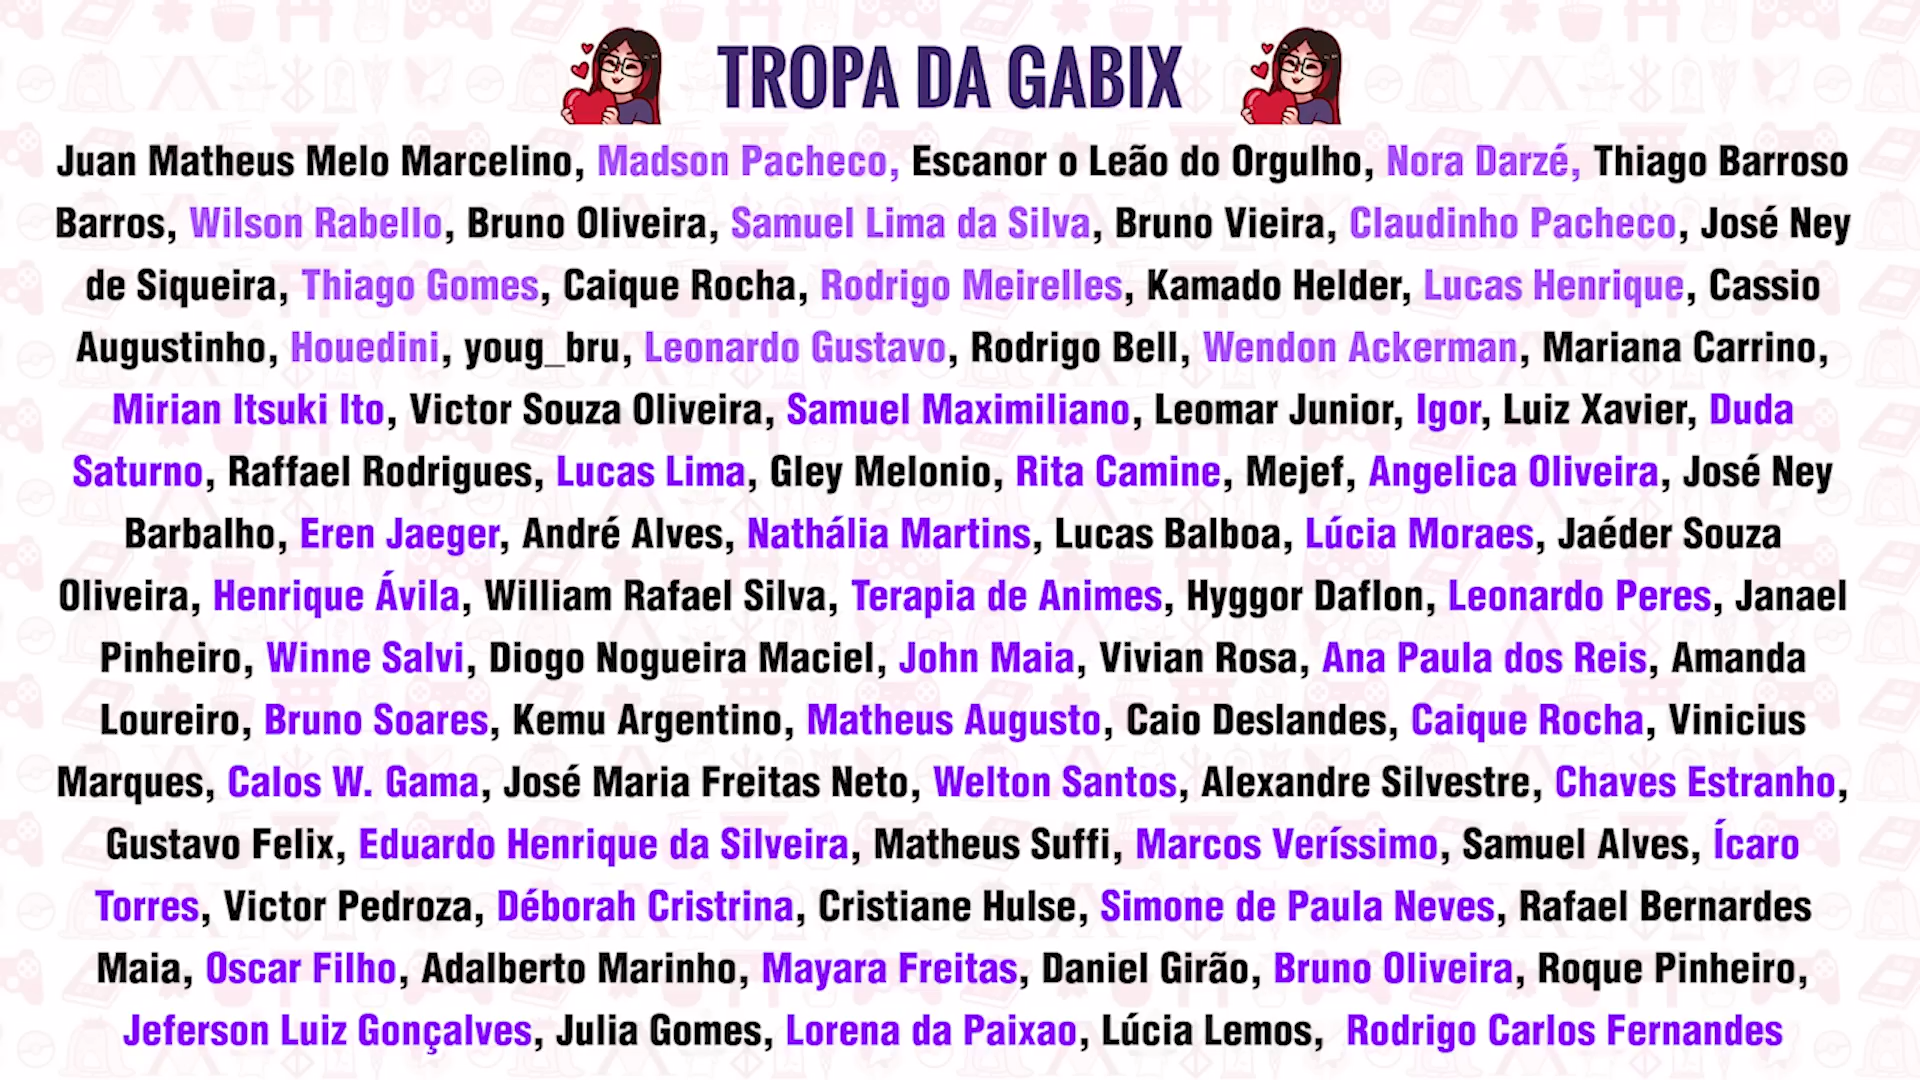 TROPA DA GABIX
Juan Matheus Melo Marcelino, Madson Pacheco, Escanor o Leão do Orgulho, Nora Darzé, Thiago Barroso
Barros, Wilson Rabello, Bruno Oliveira, Samuel Lima da Silva, Bruno Vieira, Claudinho Pacheco, José Ney
de Siqueira, Thiago Gomes, Caique Rocha, Rodrigo Meirelles, Kamado Helder, Lucas Henrique, Cassio
Augustinho, Houedini, youg_bru, Leonardo Gustavo, Rodrigo Bell, Wendon Ackerman, Mariana Carrino,
Mirian Itsuki Ito, Victor Souza Oliveira, Samuel Maximiliano, Leomar Junior, Igor, Luiz Xavier, Duda
Saturno, Raffael Rodrigues, Lucas Lima, Gley Melonio, Rita Camine, Mejef, Angelica Oliveira, José Ney
Barbalho, Eren Jaeger, André Alves, Nathália Martins, Lucas Balboa, Lúcia Moraes, Jaéder Souza
Oliveira, Henrique Ávila, William Rafael Silva, Terapia de Animes, Hyggor Daflon, Leonardo Peres, Janael
Pinheiro, Winne Salvi, Diogo Nogueira Maciel, John Maia, Vivian Rosa, Ana Paula dos Reis, Amanda
Loureiro, Bruno Soares, Kemu Argentino, Matheus Augusto, Caio Deslandes, Caique Rocha, Vinicius
Marques, Calos W. Gama, José Maria Freitas Neto, Welton Santos, Alexandre Silvestre, Chaves Estranho,
Gustavo Felix, Eduardo Henrique da Silveira, Matheus Suffi, Marcos Veríssimo, Samuel Alves, Ícaro
Torres, Victor Pedroza, Déborah Cristrina, Cristiane Hulse, Simone de Paula Neves, Rafael Bernardes
Maia, Oscar Filho, Adalberto Marinho, Mayara Freitas, Daniel Girão, Bruno Oliveira, Roque Pinheiro,
Jeferson Luiz Gonçalves, Julia Gomes, Lorena da Paixao, Lúcia Lemos, Rodrigo Carlos Fernandes